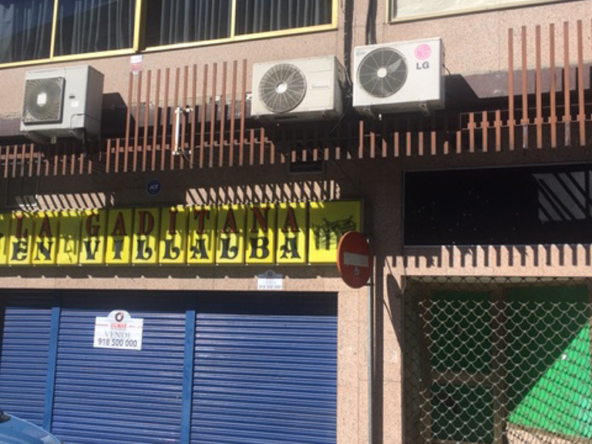 LG
LA GADITANA
EN VILLALBA
VENDE
918 500 000